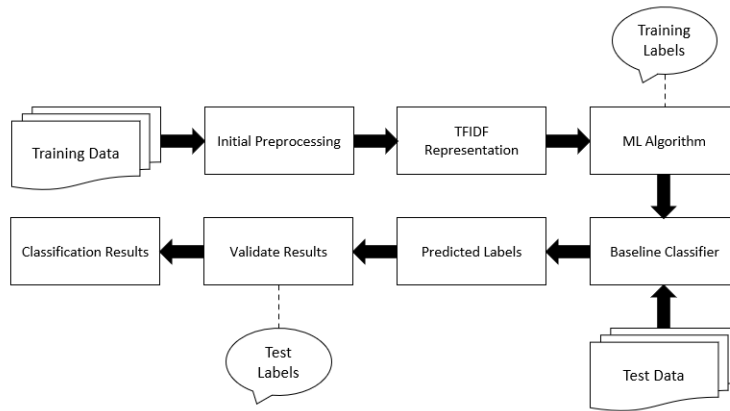 Training
Labels
Training Data
Initial Preprocessing
TFIDF
Representation
ML Algorithm
Classification Results
Validate Results
Predicted Labels
Baseline Classifier
Test
Labels
Test Data